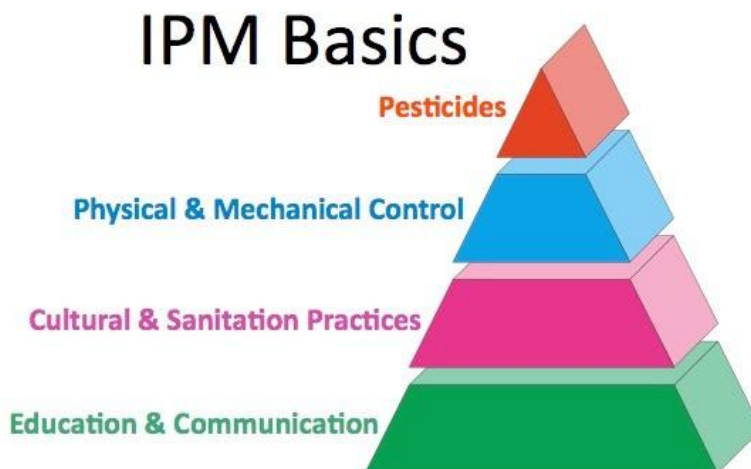 IPM Basics
Pesticides
Physical & Mechanical Control
Cultural & Sanitation Practices
Education & Communication